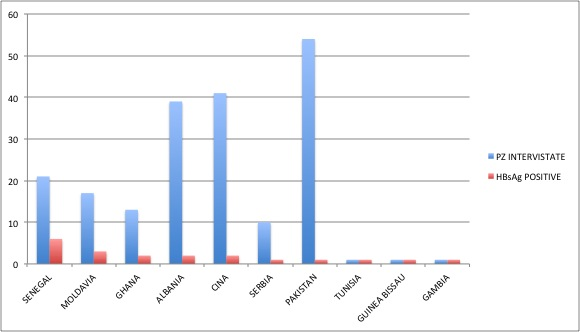 60
50
40
30
20
10
0
SENEGAL
MOLDAVIA
GHANA
ALBANIA
CINA
SERBIA
PAKISTAN
TUNISIA
GUINEA BISSAU
GAMBIA
PZ INTERVISTATE
HBsAg POSITIVE